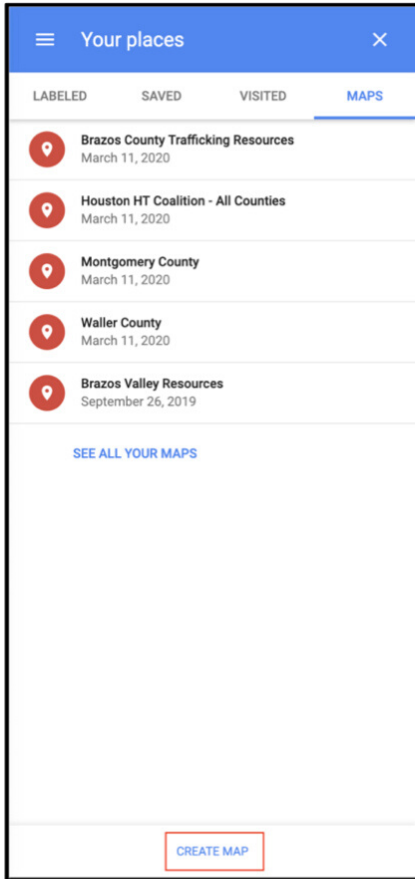 Your places
LABELED SAVED VISITED MAPS
Brazos County Trafficking Resources
March 11, 2020
Houston HT Coalition - All Counties
March 11, 2020
Montgomery County
March 11, 2020
Waller County
March 11, 2020
Brazos Valley Resources
September 26, 2019
SEE ALL YOUR MAPS
CREATE MAP